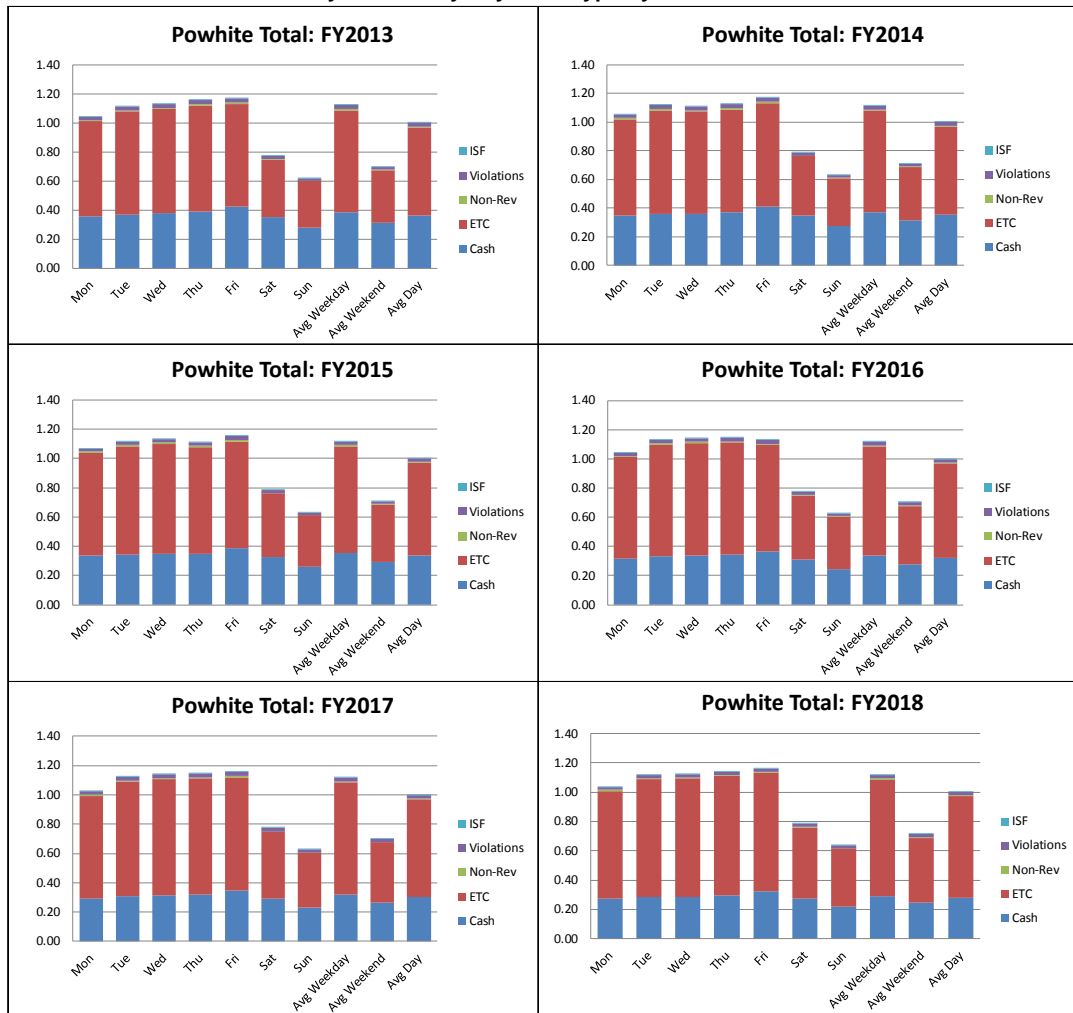 Powhite Total: FY2013
1.40
1.20
1.00
0.80
0.60
0.40
0.20
0.00
Mon Tue Wed Thu Fri Sat Sun Avg Weekday Avg Weekend Avg Day
ISF
Violations
Non-Rev
ETC
Cash
Powhite Total: FY2014
1.40
1.20
1.00
0.80
0.60
0.40
0.20
0.00
Mon Tue Wed Thu Fri Sat Sun Avg Weekday Avg Weekend Avg Day
ISF
Violations
Non-Rev
ETC
Cash
Powhite Total: FY2015
1.40
1.20
1.00
0.80
0.60
0.40
0.20
0.00
Mon Tue Wed Thu Fri Sat Sun Avg Weekday Avg Weekend Avg Day
ISF
Violations
Non-Rev
ETC
Cash
Powhite Total: FY2016
1.40
1.20
1.00
0.80
0.60
0.40
0.20
0.00
Mon Tue Wed Thu Fri Sat Sun Avg Weekday Avg Weekend Avg Day
ISF
Violations
Non-Rev
ETC
Cash
Powhite Total: FY2017
1.40
1.20
1.00
0.80
0.60
0.40
0.20
0.00
Mon Tue Wed Thu Fri Sat Sun Avg Weekday Avg Weekend Avg Day
ISF
Violations
Non-Rev
ETC
Cash
Powhite Total: FY2018
1.40
1.20
1.00
0.80
0.60
0.40
0.20
0.00
Mon Tue Wed Thu Fri Sat Sun Avg Weekday Avg Weekend Avg Day
ISF
Violations
Non-Rev
ETC
Cash